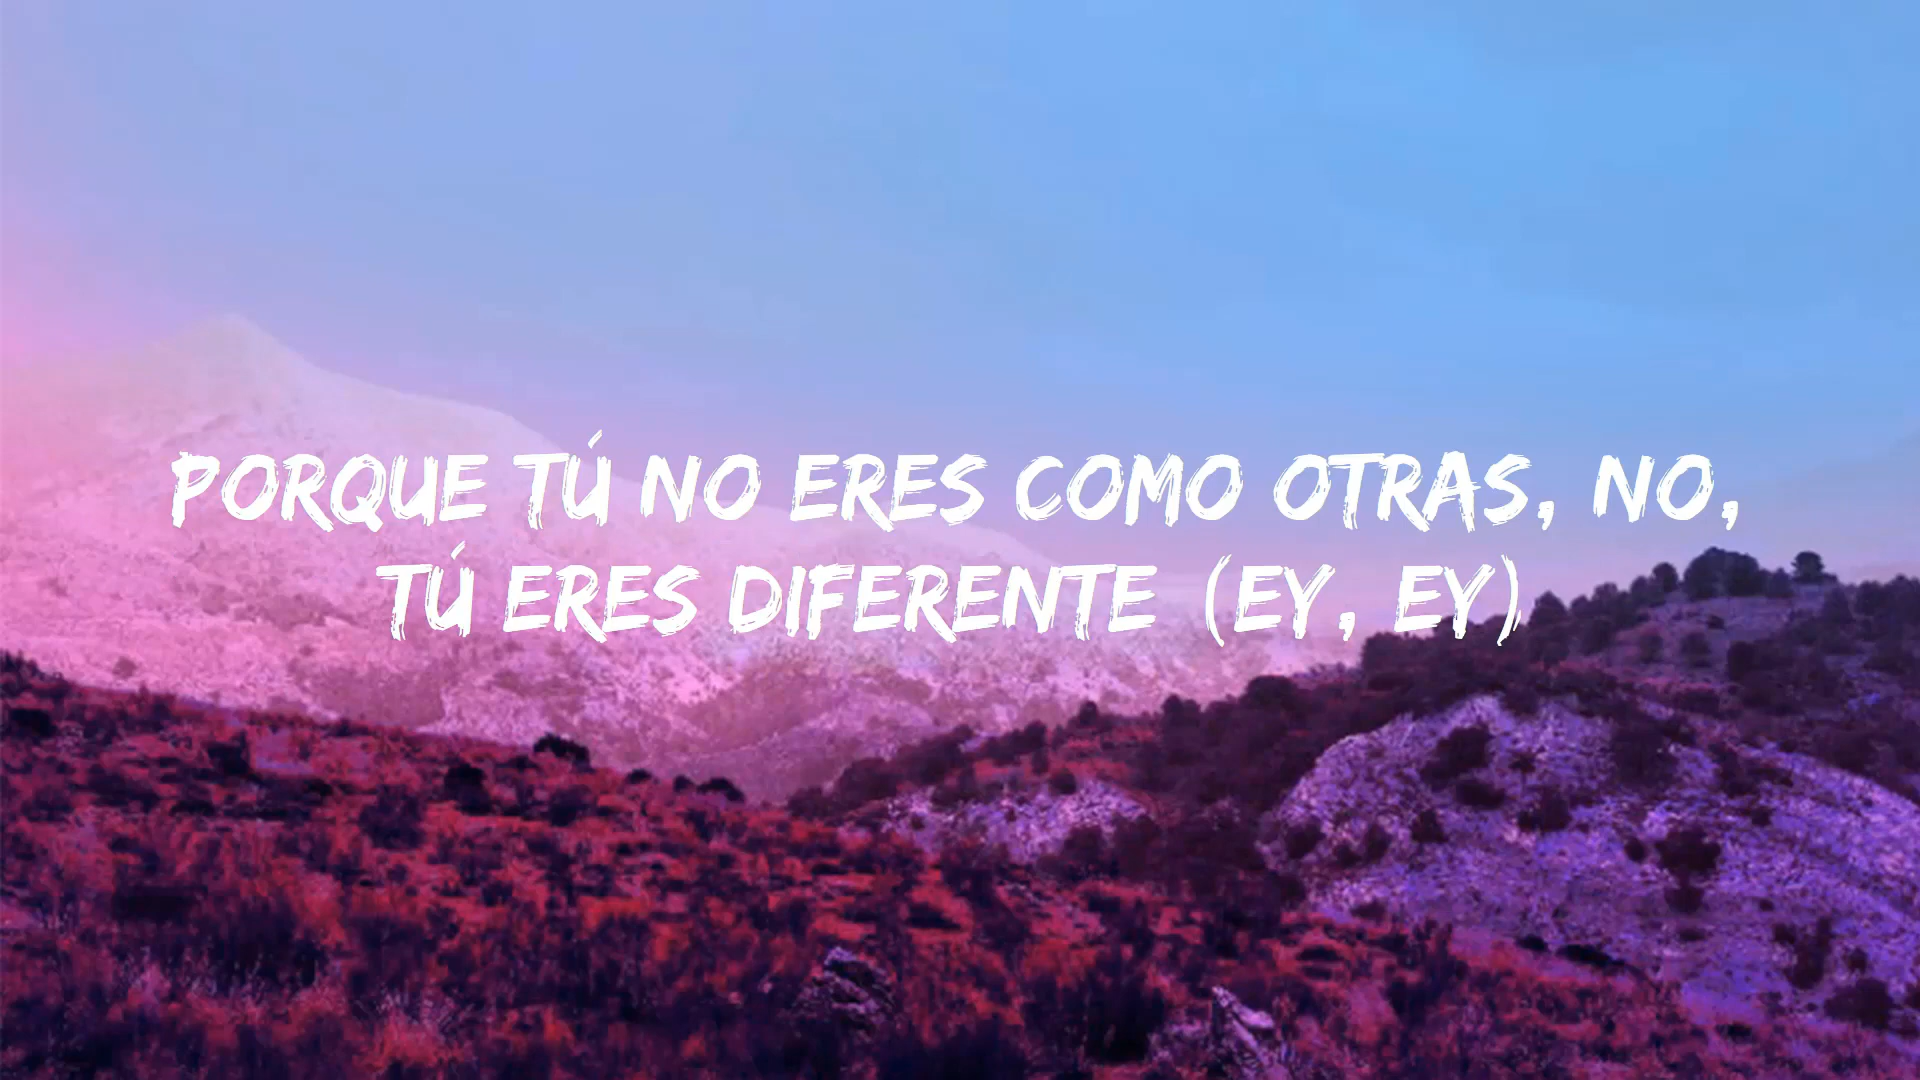 PORQUE TÚ NO ERES COMO OTRAS, NO,
TÚ ERES DIFERENTE (EY, EY)